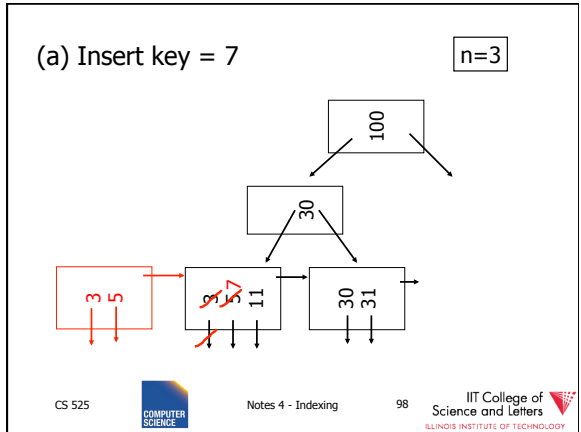 (a) Insert key = 7
n=3
100
30
3 5
3 5 7 11
30 31
CS 525
COMPUTER
SCIENCE
Notes 4 - Indexing
98
IIT College of
Science and Letters
ILLINOIS INSTITUTE OF TECHNOLOGY